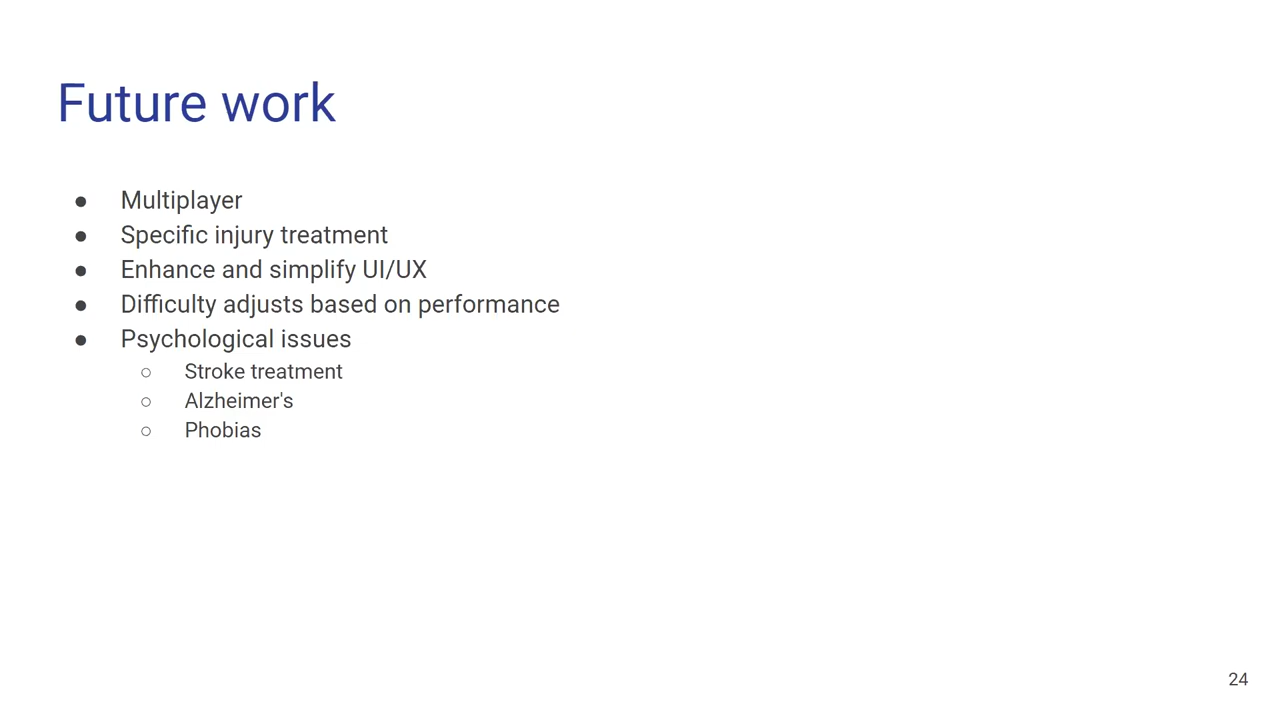 Future work
● Multiplayer
● Specific injury treatment
● Enhance and simplify UI/UX
● Difficulty adjusts based on performance
● Psychological issues
○ Stroke treatment
○ Alzheimer's
○ Phobias
24